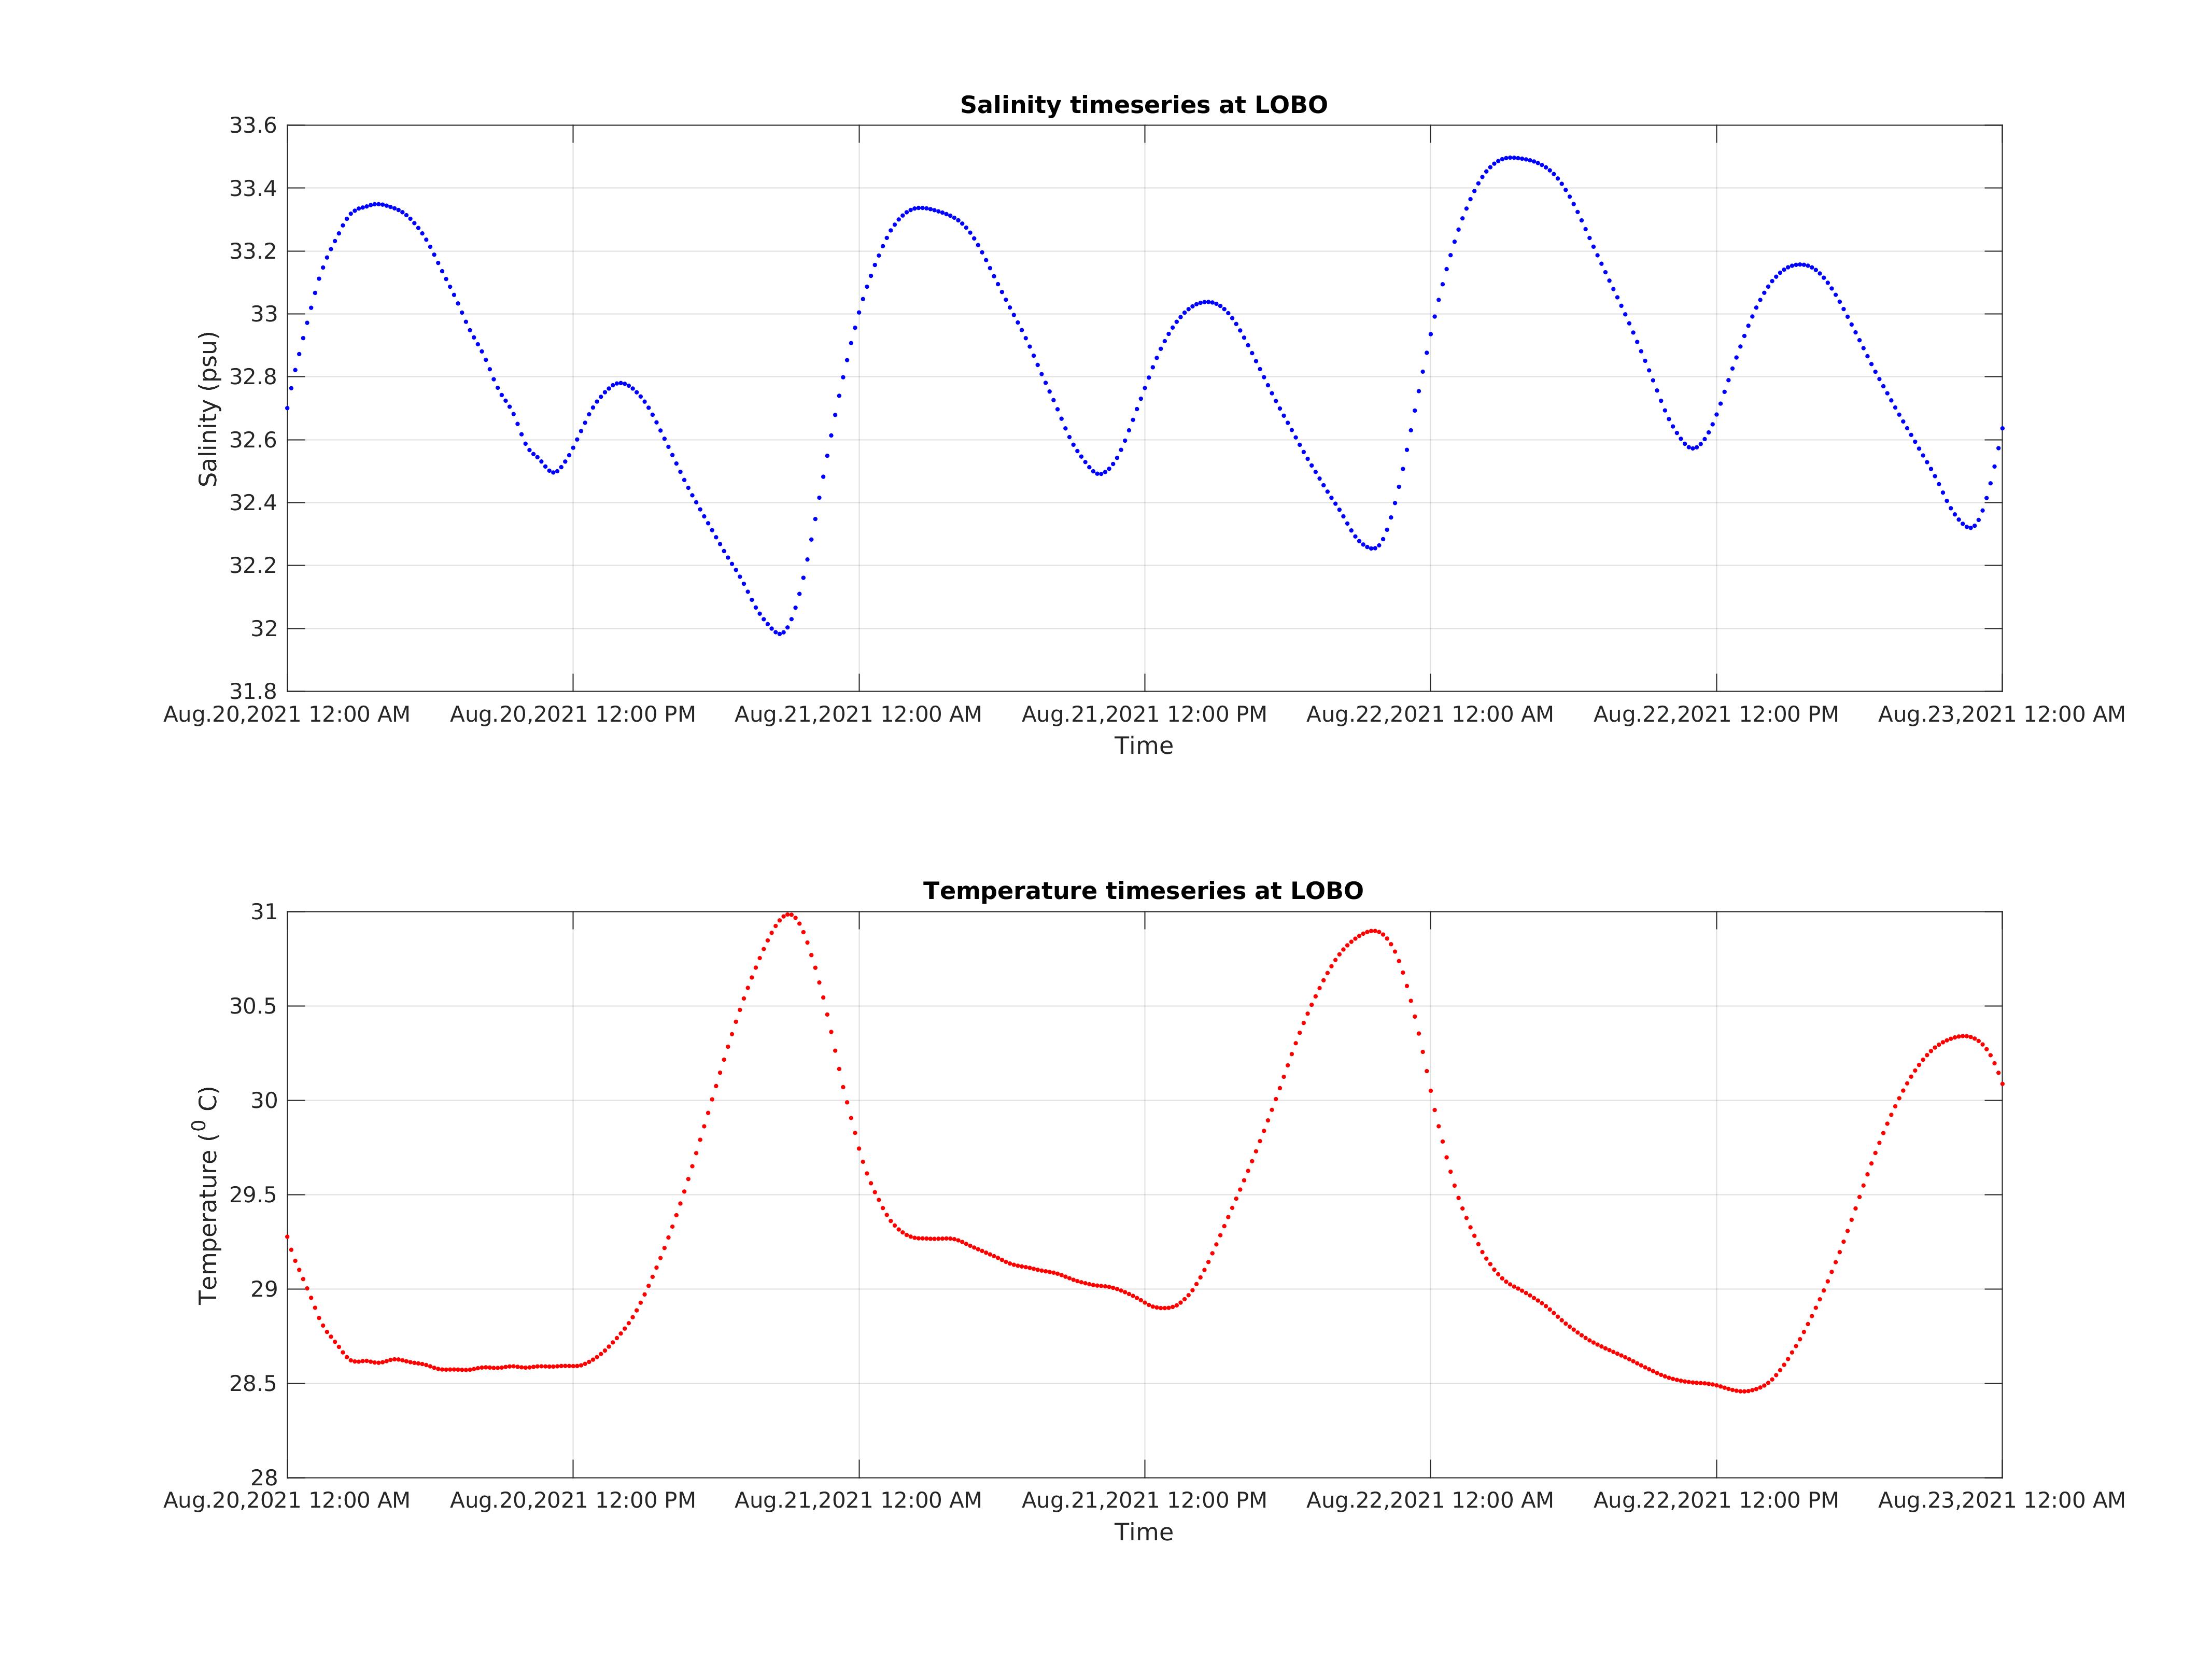 Salinity timeseries at LOBO
33.6
33.4
33.2
33
32.8
32.6
32.4
32.2
32
31.8
Salinity (psu)
Aug.20,2021 12:00 AM Aug.20,2021 12:00 PM Aug.21,2021 12:00 AM Aug.21,2021 12:00 PM Aug.22,2021 12:00 AM Aug.22,2021 12:00 PM Aug.23,2021 12:00 AM
Time
Temperature timeseries at LOBO
31
30.5
30
29.5
29
28.5
28
Temperature (⁰ C)
Aug.20,2021 12:00 AM Aug.20,2021 12:00 PM Aug.21,2021 12:00 AM Aug.21,2021 12:00 PM Aug.22,2021 12:00 AM Aug.22,2021 12:00 PM Aug.23,2021 12:00 AM
Time